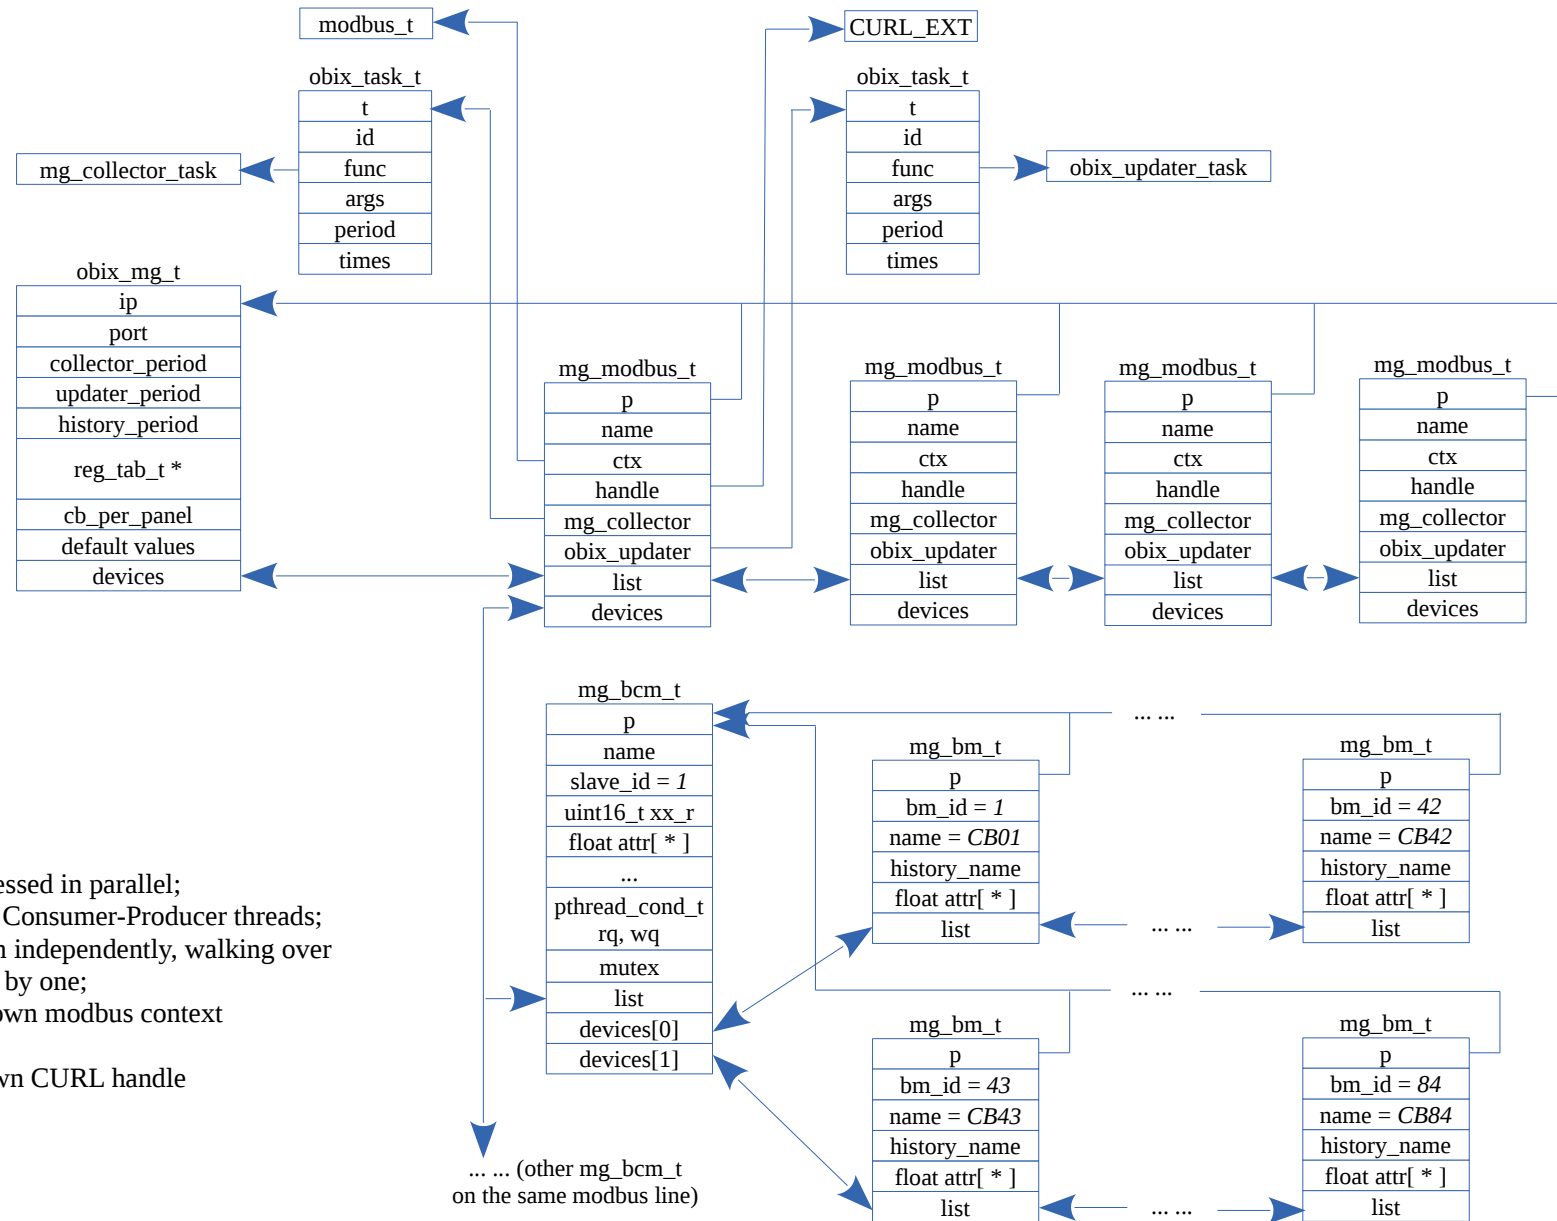 modbus_t
CURL_EXT
obix_task_t
t
id
func
args
period
times
obix_task_t
t
id
func
args
period
times
mg_collector_task
obix_updater_task
obix_mg_t
ip
port
collector_period
updater_period
history_period
reg_tab_t *
cb_per_panel
default values
devices
mg_modbus_t
p
name
ctx
handle
mg_collector
obix_updater
list
devices
mg_modbus_t
p
name
ctx
handle
mg_collector
obix_updater
list
devices
mg_modbus_t
p
name
ctx
handle
mg_collector
obix_updater
list
devices
mg_modbus_t
p
name
ctx
handle
mg_collector
obix_updater
list
devices
mg_bcm_t
p
name
slave_id = 1
uint16_t xx_r
float attr[ * ]
...
pthread_cond_t
rq, wq
mutex
list
devices[0]
devices[1]
... ...
mg_bm_t
p
bm_id = 1
name = CB01
history_name
float attr[ * ]
list
... ...
mg_bm_t
p
bm_id = 42
name = CB42
history_name
float attr[ * ]
list
... ...
mg_bm_t
p
bm_id = 43
name = CB43
history_name
float attr[ * ]
list
... ...
mg_bm_t
p
bm_id = 84
name = CB84
history_name
float attr[ * ]
list
essed in parallel;
Consumer-Producer threads;
n independently, walking over
by one;
own modbus context
wn CURL handle
... ... (other mg_bcm_t
on the same modbus line)